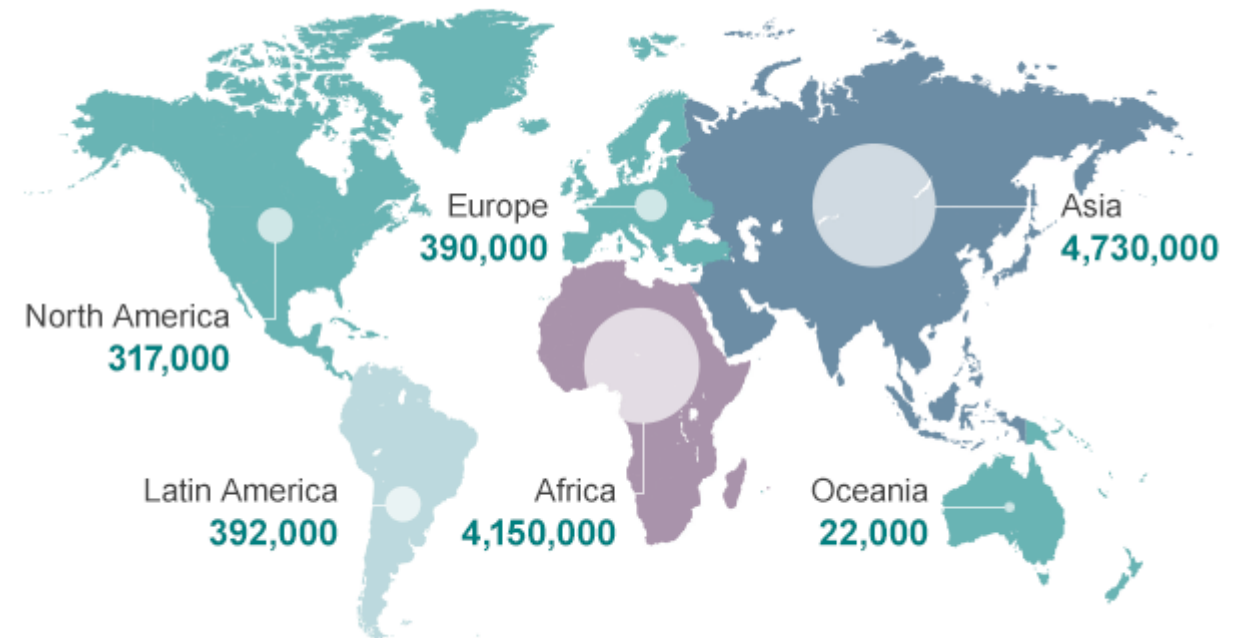 Europe
390,000
Asia
4,730,000
North America
317,000
Latin America
392,000
Africa
4,150,000
Oceania
22,000